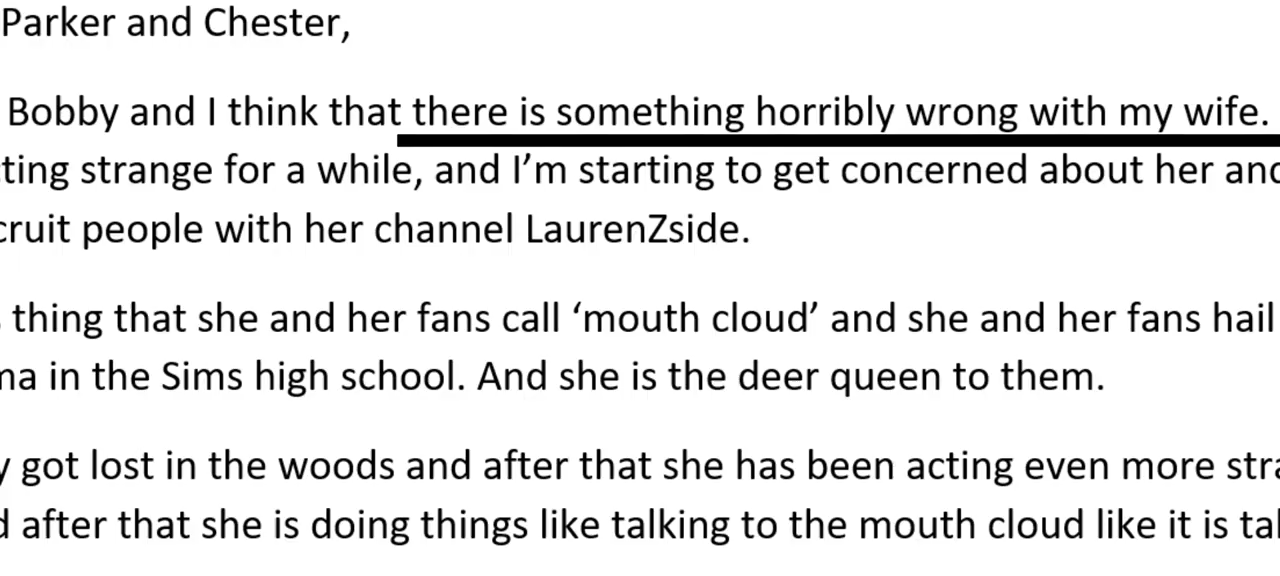 Parker and Chester,
Bobby and I think that there is something horribly wrong with my wife.
ting strange for a while, and I’m starting to get concerned about her and
cruit people with her channel LaurenZside.
thing that she and her fans call ‘mouth cloud’ and she and her fans hail
ma in the Sims high school. And she is the deer queen to them.
y got lost in the woods and after that she has been acting even more stra
d after that she is doing things like talking to the mouth cloud like it is tal